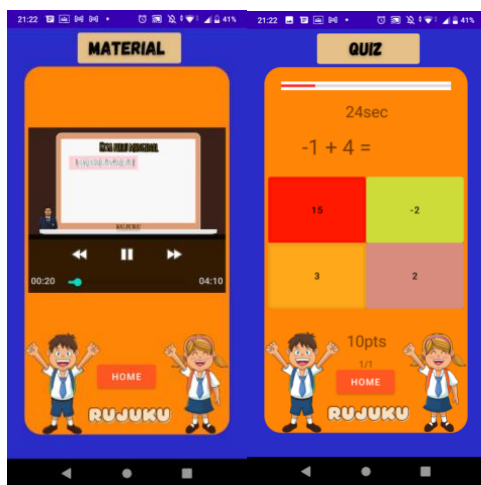 21:22
41%
MATERIAL
00:20
04:10
HOME
RUJUKU
21:22
41%
QUIZ
24sec
-1 + 4 =
15
-2
3
2
10pts
1/1
HOME
RUJUKU